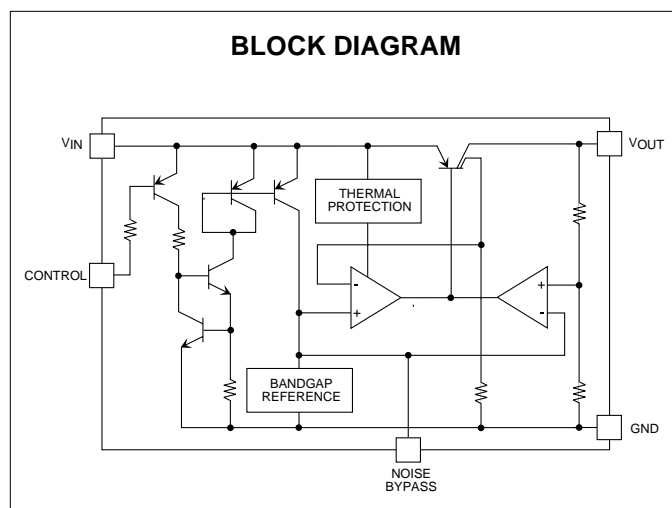 BLOCK DIAGRAM
VIN
VOUT
THERMAL
PROTECTION
CONTROL
-
+
+
-
BANDGAP
REFERENCE
GND
NOISE
BYPASS